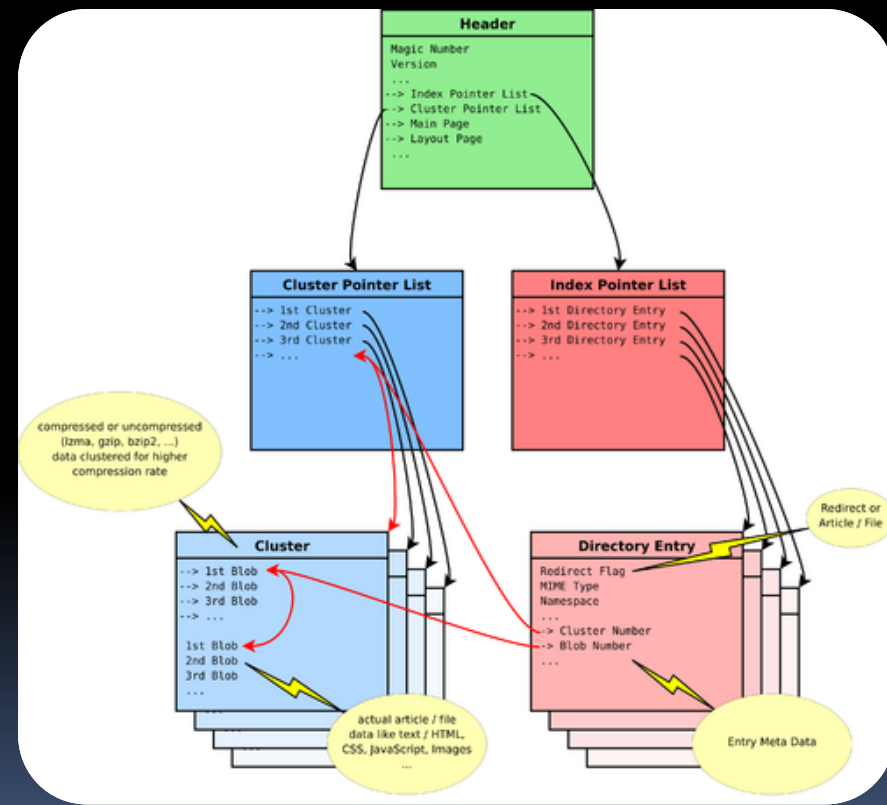 Header
Magic Number
Version
...
--> Index Pointer List
--> Cluster Pointer List
--> Main Page
--> Layout Page
...
Cluster Pointer List
--> 1st Cluster
--> 2nd Cluster
--> 3rd Cluster
--> ...
Index Pointer List
--> 1st Directory Entry
--> 2nd Directory Entry
--> 3rd Directory Entry
--> ...
compressed or uncompressed
(lzma, gzip, bzip2, ...)
data clustered for higher
compression rate
Cluster
--> 1st Blob
--> 2nd Blob
--> 3rd Blob
--> ...
1st Blob
2nd Blob
3rd Blob
...
actual article / file
data like text / HTML,
CSS, JavaScript, Images
...
Redirect or
Article / File
Directory Entry
Redirect Flag
MIME Type
Namespace
...
--> Cluster Number
--> Blob Number
...
Entry Meta Data